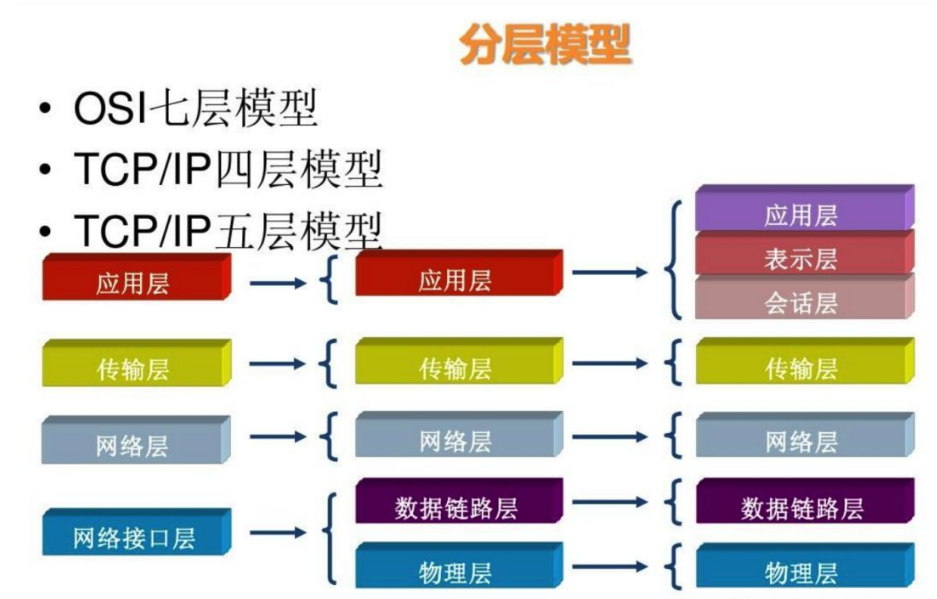 分层模型
• OSI七层模型
• TCP/IP四层模型
• TCP/IP五层模型
应用层
应用层
应用层
表示层
会话层
传输层
传输层
传输层
网络层
网络层
网络层
网络接口层
数据链路层
数据链路层
物理层
物理层